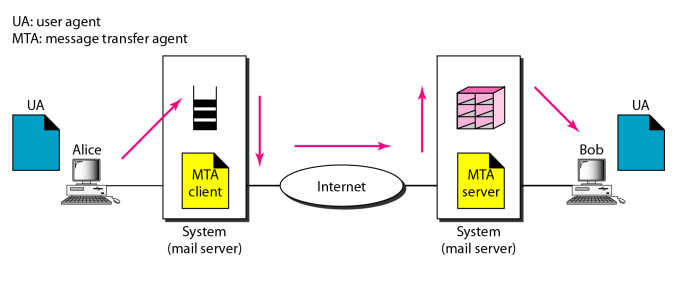 UA: user agent
MTA: message transfer agent
UA
Alice
MTA
client
System
(mail server)
Internet
MTA
server
System
(mail server)
Bob
UA